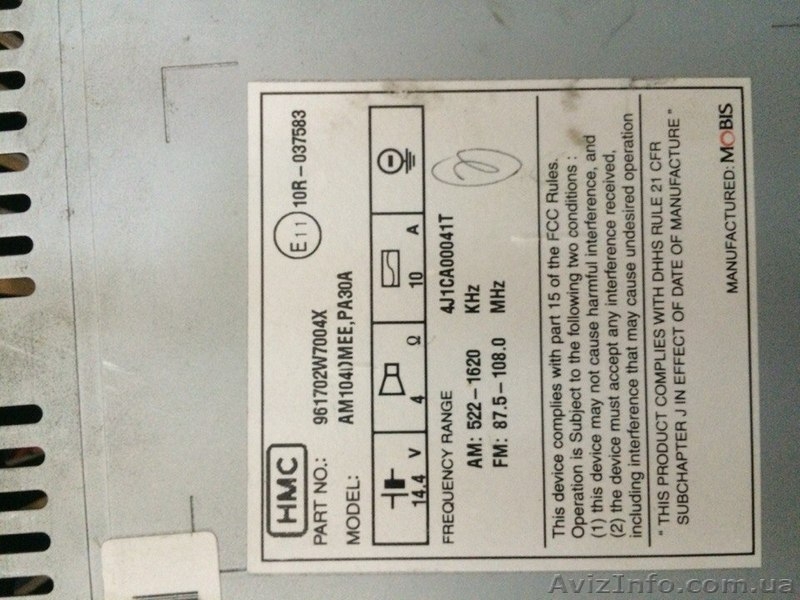 HMC
E11 10R-037583
PART NO.: 961702W7004X
MODEL: AM104()MEE,PA30A
14.4 V 4 Ω 10 A
FREQUENCY RANGE 4J1CA00041T
AM: 522-1620 KHz
FM: 87.5-108.0 MHz
This device complies with part 15 of the FCC Rules.
Operation is Subject to the following two conditions :
(1) this device may not cause harmful interference, and
(2) the device must accept any interference received,
including interference that may cause undesired operation
" THIS PRODUCT COMPLIES WITH DHHS RULE 21 CFR
SUBCHAPTER J IN EFFECT OF DATE OF MANUFACTURE "
MANUFACTURED: MOBIS
AvizInfo.com.ua